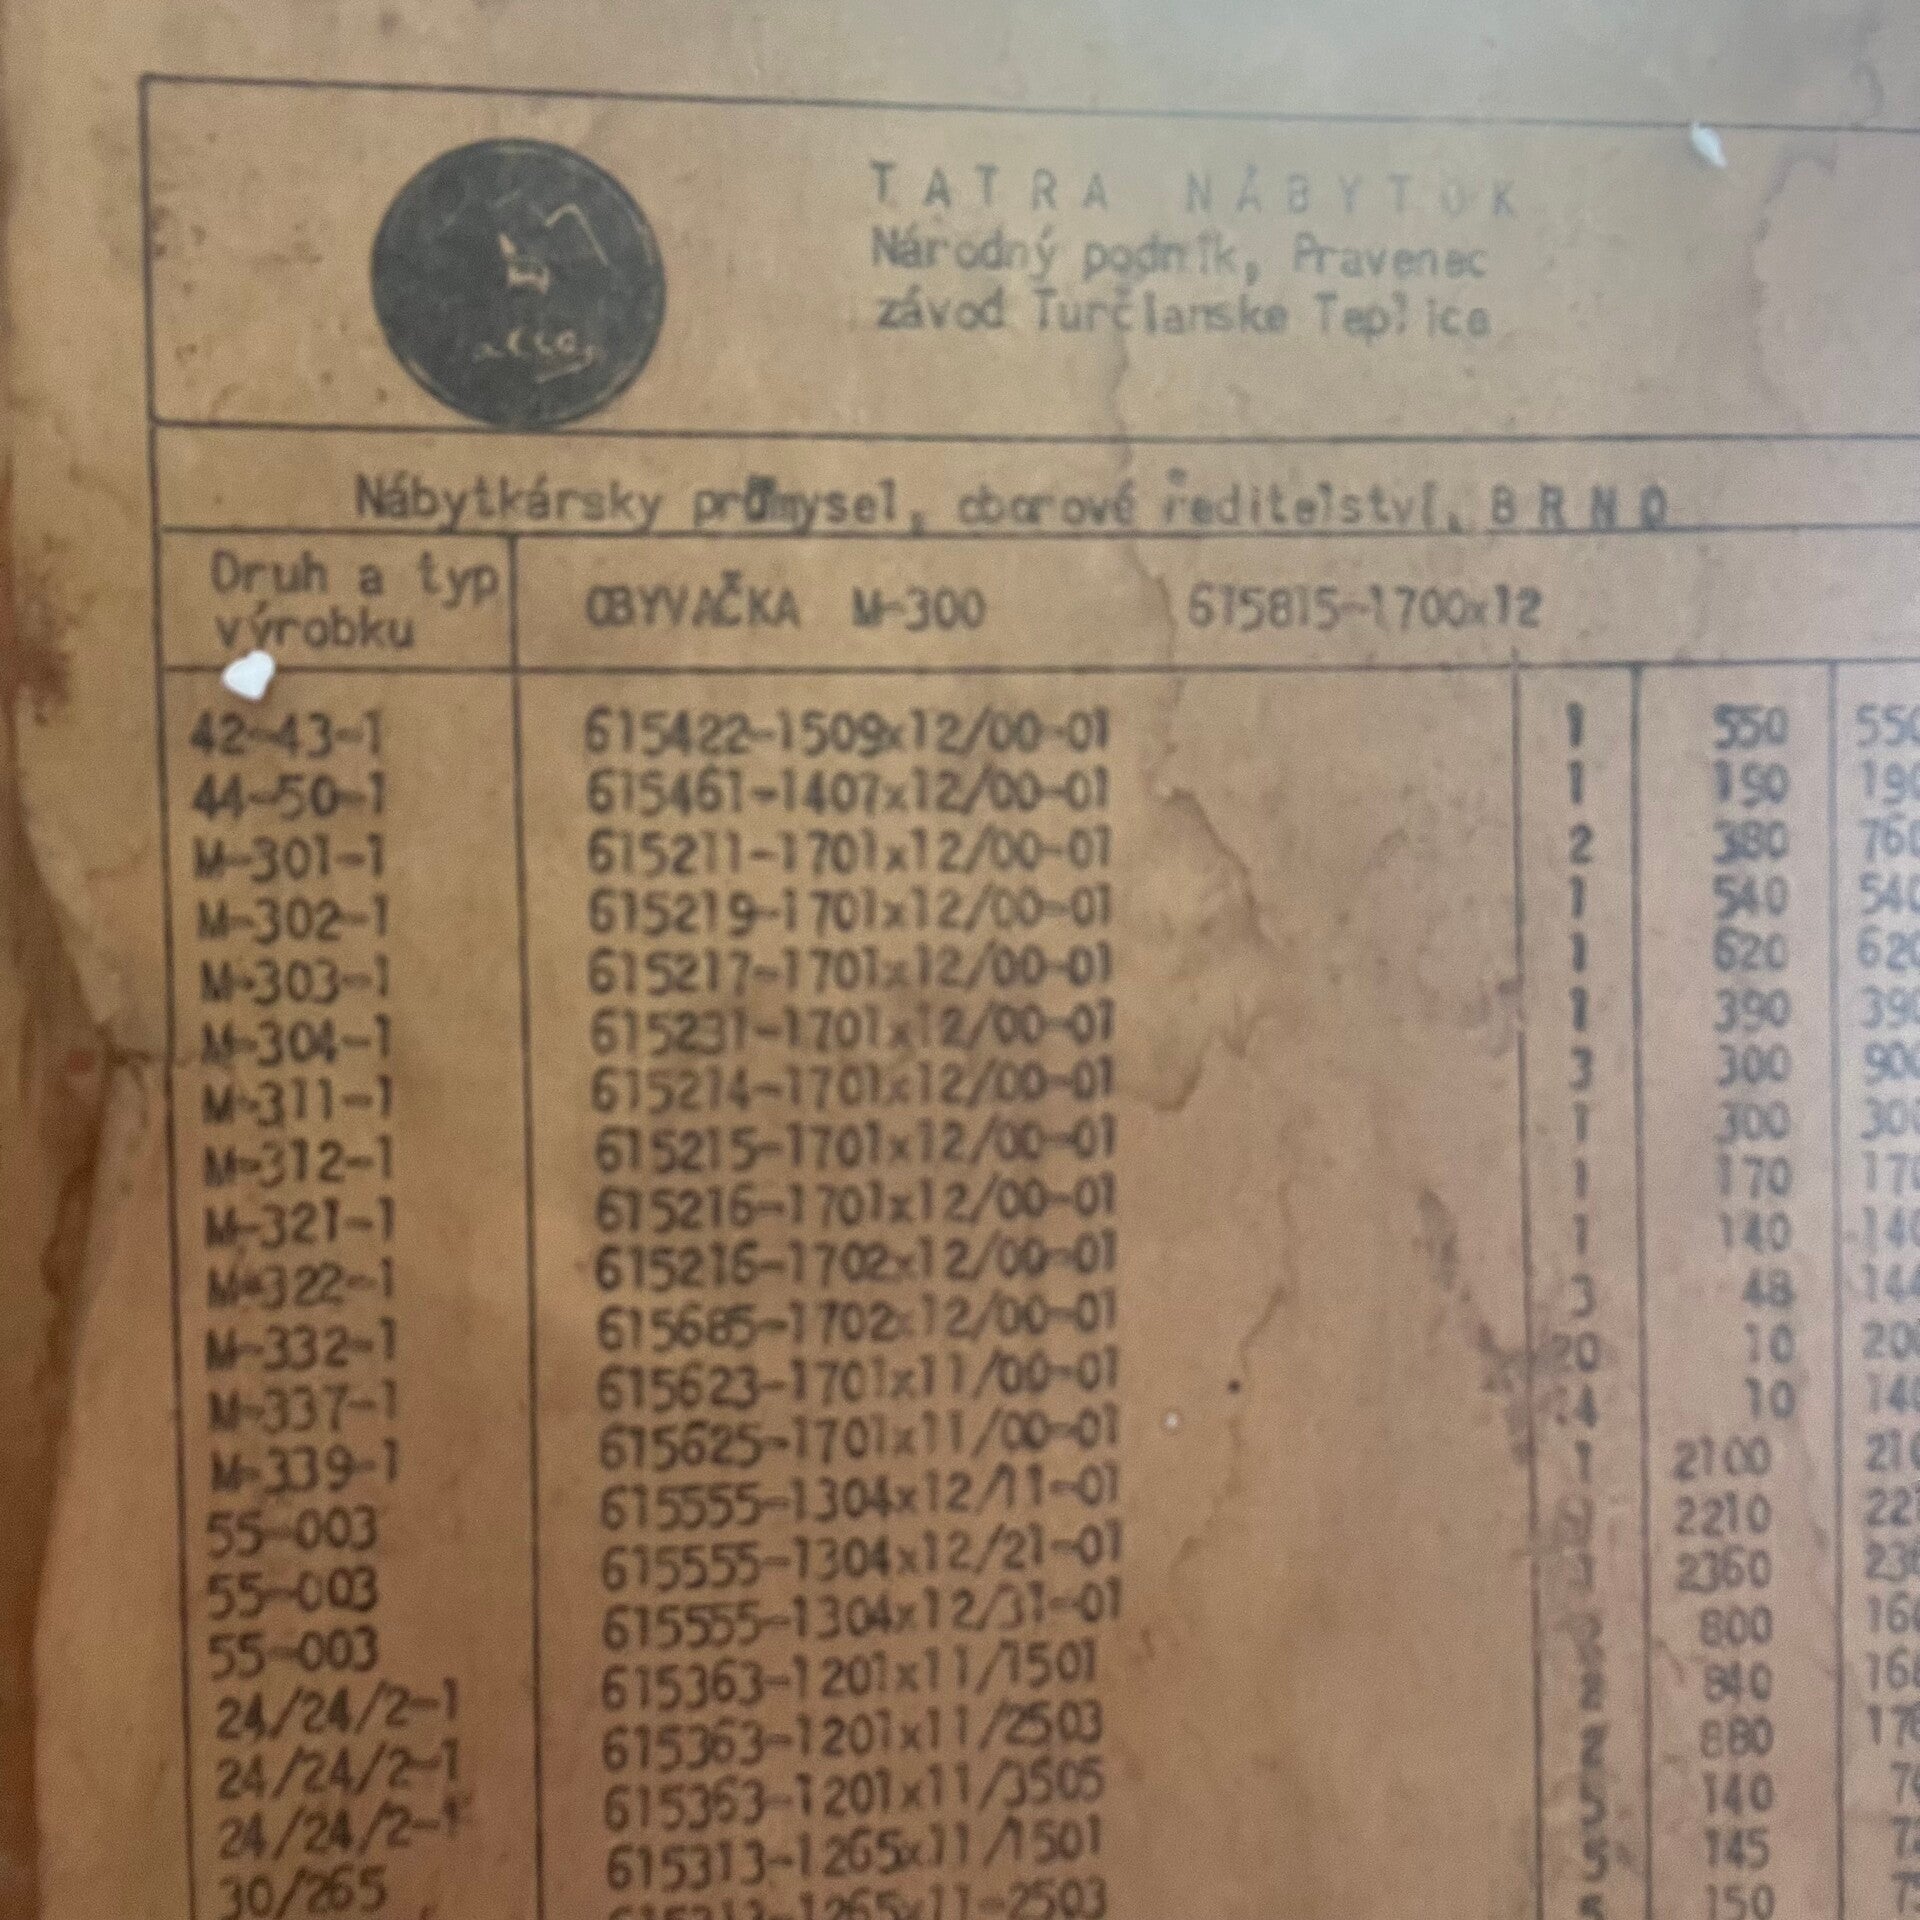 TATRA NÁBYTOK
Národný podnik, Pravenec
závod Turčianske Teplice
Nábytkársky průmysel, oborové ředitelství, BRNO
Druh a typ výrobku
OBYVAČKA M-300 615815-1700x12
42-43-1 615422-1509x12/00-01 1 550
44-50-1 615461-1407x12/00-01 1 190
M-301-1 615211-1701x12/00-01 2 380
M-302-1 615219-1701x12/00-01 1 540
M-303-1 615217-1701x12/00-01 1 620
M-304-1 615231-1701x12/00-01 1 390
M-311-1 615214-1701x12/00-01 3 300
M-312-1 615215-1701x12/00-01 1 300
M-321-1 615216-1701x12/00-01 1 170
M-322-1 615216-1702x12/00-01 1 140
M-332-1 615685-1702x12/00-01 3 48
M-337-1 615623-1701x11/00-01 20 10
M-339-1 615625-1701x11/00-01 10
55-003 615555-1304x12/11-01 1 2100
55-003 615555-1304x12/21-01 2210
55-003 615555-1304x12/31-01 2360
24/24/2-1 615363-1201x11/1501 800
24/24/2-1 615363-1201x11/2503 2 840
24/24/2-1 615363-1201x11/3505 2 880
30/265 615313-1265x11/1501 5 140
5 145
150